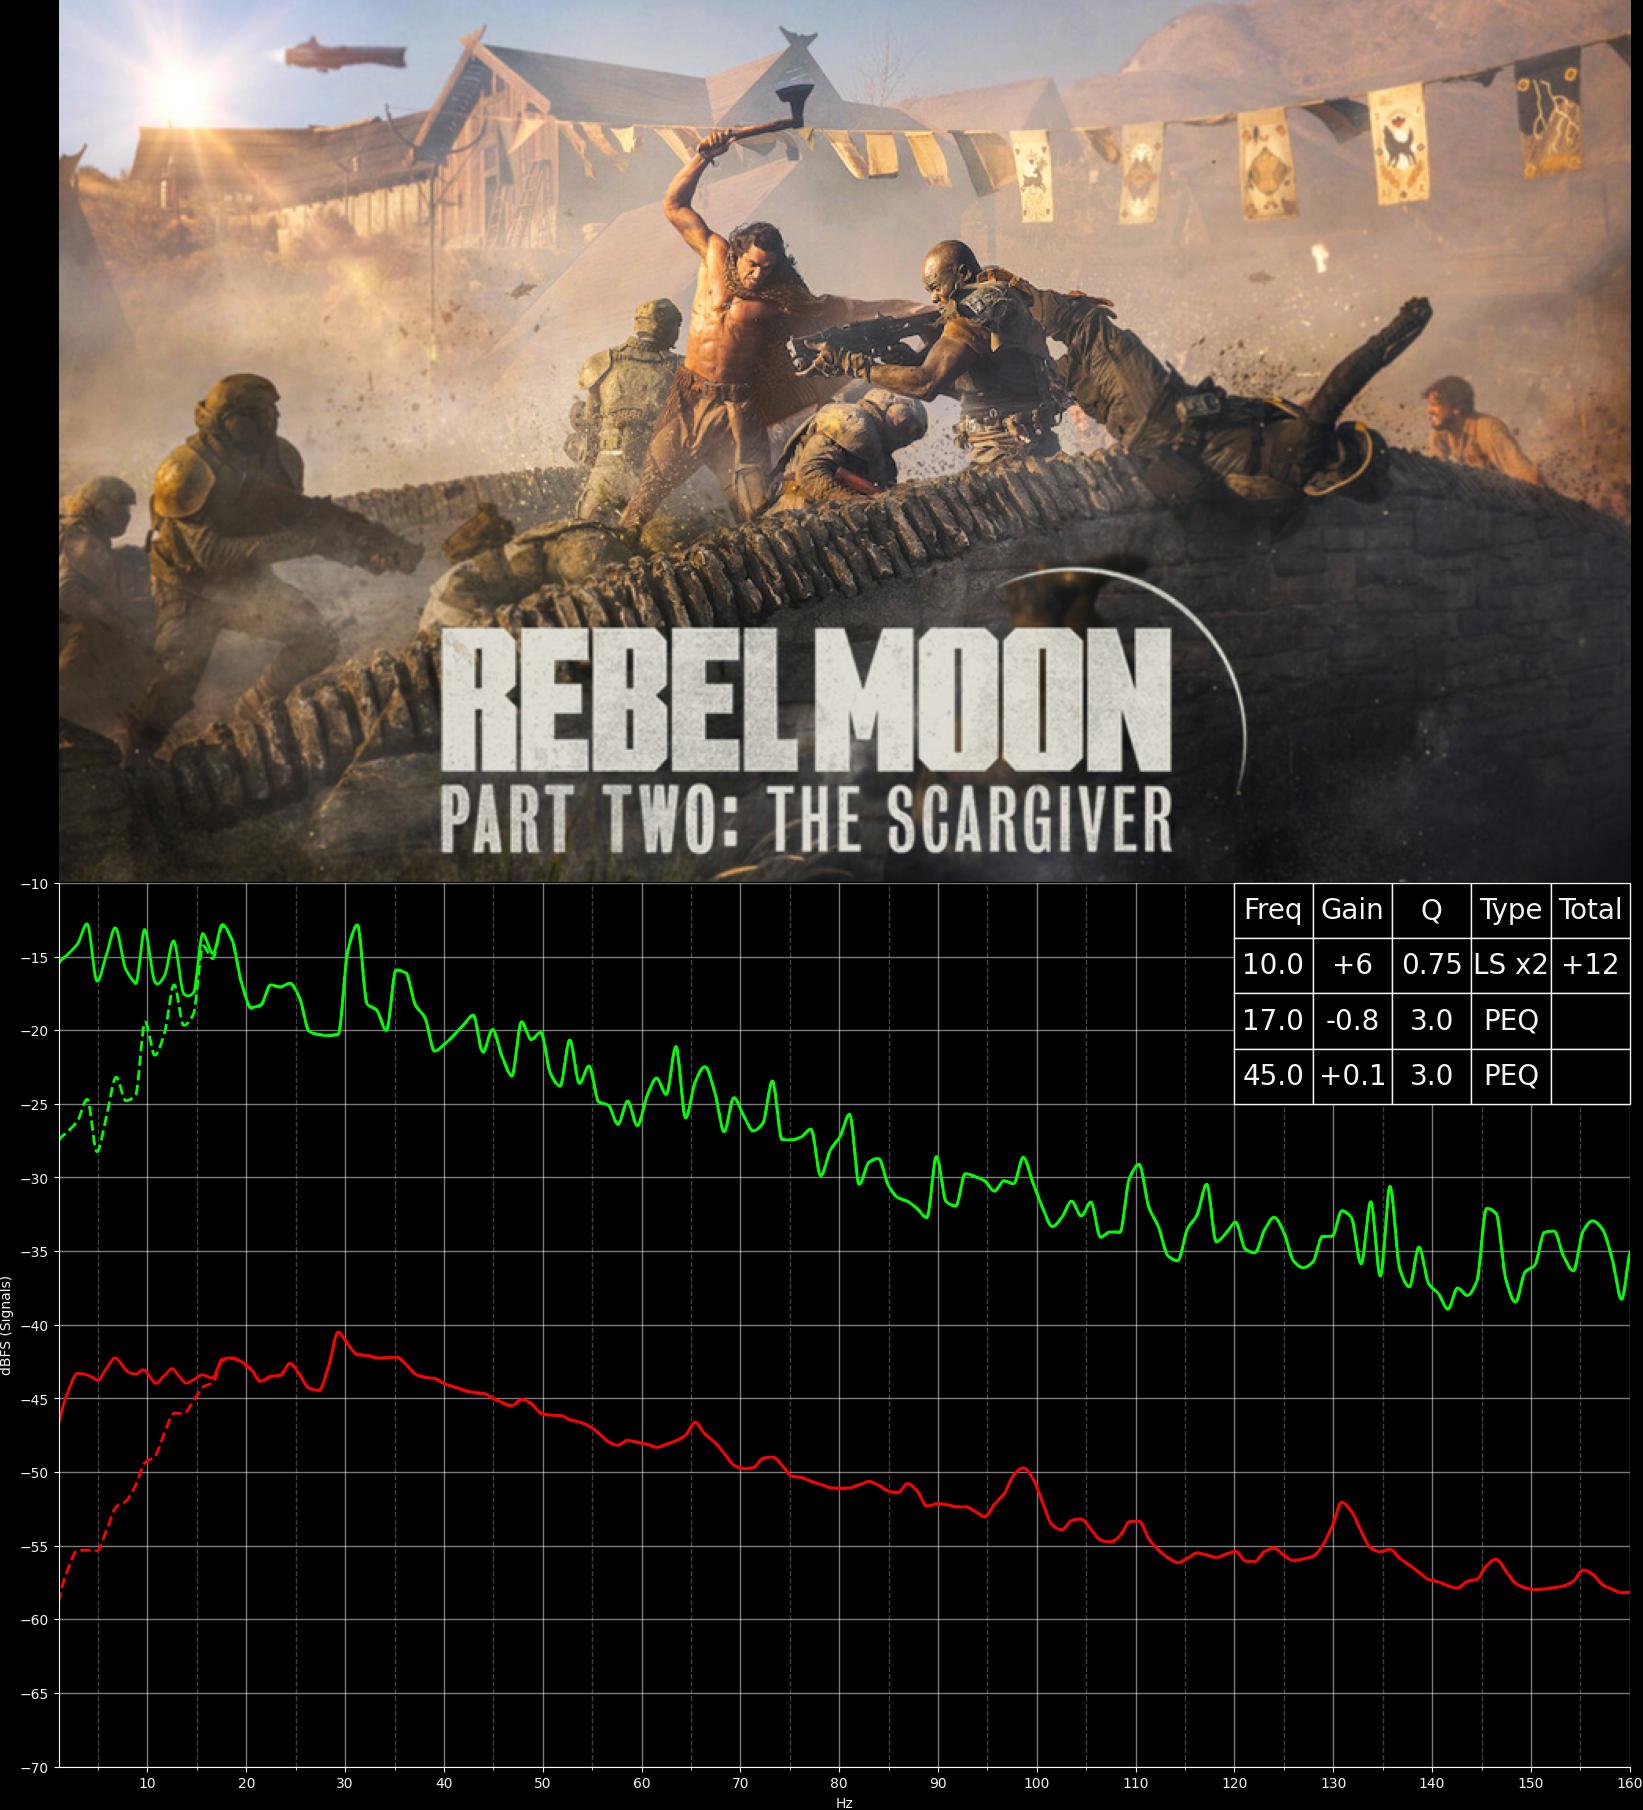 REBEL MOON
PART TWO: THE SCARGIVER
Freq Gain Q Type Total
10.0 +6 0.75 LS x2 +12
17.0 -0.8 3.0 PEQ
45.0 +0.1 3.0 PEQ
−10
−15
−20
−25
−30
−35
−40
−45
−50
−55
−60
−65
−70
dBFS (Signals)
10 20 30 40 50 60 70 80 90 100 110 120 130 140 150 160
Hz